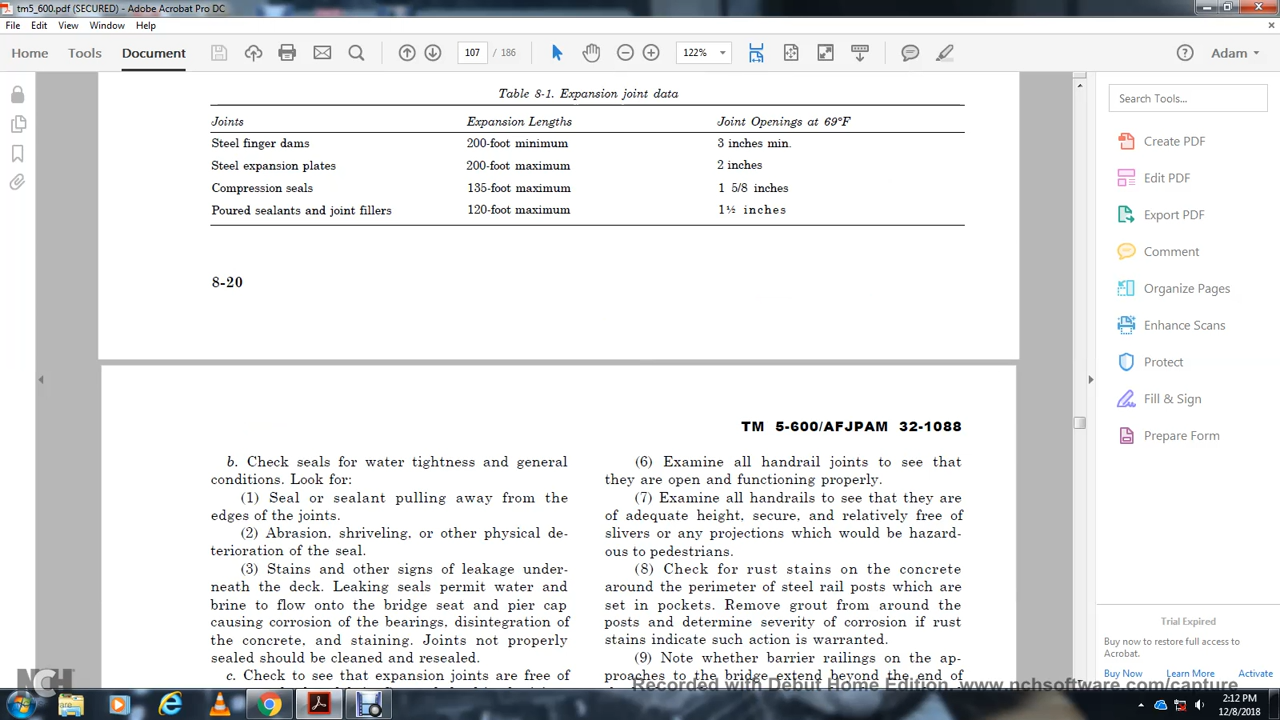 tm5_600.pdf (SECURED) - Adobe Acrobat Pro DC
File Edit View Window Help
Home Tools Document 107 / 186 122% Adam
Table 8-1. Expansion joint data
Joints Expansion Lengths Joint Openings at 69°F
Steel finger dams 200-foot minimum 3 inches min.
Steel expansion plates 200-foot maximum 2 inches
Compression seals 135-foot maximum 1 5/8 inches
Poured sealants and joint fillers 120-foot maximum 1½ inches
8-20
TM 5-600/AFJPAM 32-1088
b. Check seals for water tightness and general
conditions. Look for:
(1) Seal or sealant pulling away from the
edges of the joints.
(2) Abrasion, shriveling, or other physical de-
terioration of the seal.
(3) Stains and other signs of leakage under-
neath the deck. Leaking seals permit water and
brine to flow onto the bridge seat and pier cap
causing corrosion of the bearings, disintegration of
the concrete, and staining. Joints not properly
sealed should be cleaned and resealed.
c. Check to see that expansion joints are free of
(6) Examine all handrail joints to see that
they are open and functioning properly.
(7) Examine all handrails to see that they are
of adequate height, secure, and relatively free of
slivers or any projections which would be hazard-
ous to pedestrians.
(8) Check for rust stains on the concrete
around the perimeter of steel rail posts which are
set in pockets. Remove grout from around the
posts and determine severity of corrosion if rust
stains indicate such action is warranted.
(9) Note whether barrier railings on the ap-
proaches to the bridge extend beyond the end of
Search Tools...
Create PDF
Edit PDF
Export PDF
Comment
Organize Pages
Enhance Scans
Protect
Fill & Sign
Prepare Form
Trial Expired
Buy now to restore full access to
Acrobat.
Buy Now Learn More Activate
NCH
Recorded with Debut Home Edition www.nchsoftware.com/capture
2:12 PM
12/8/2018